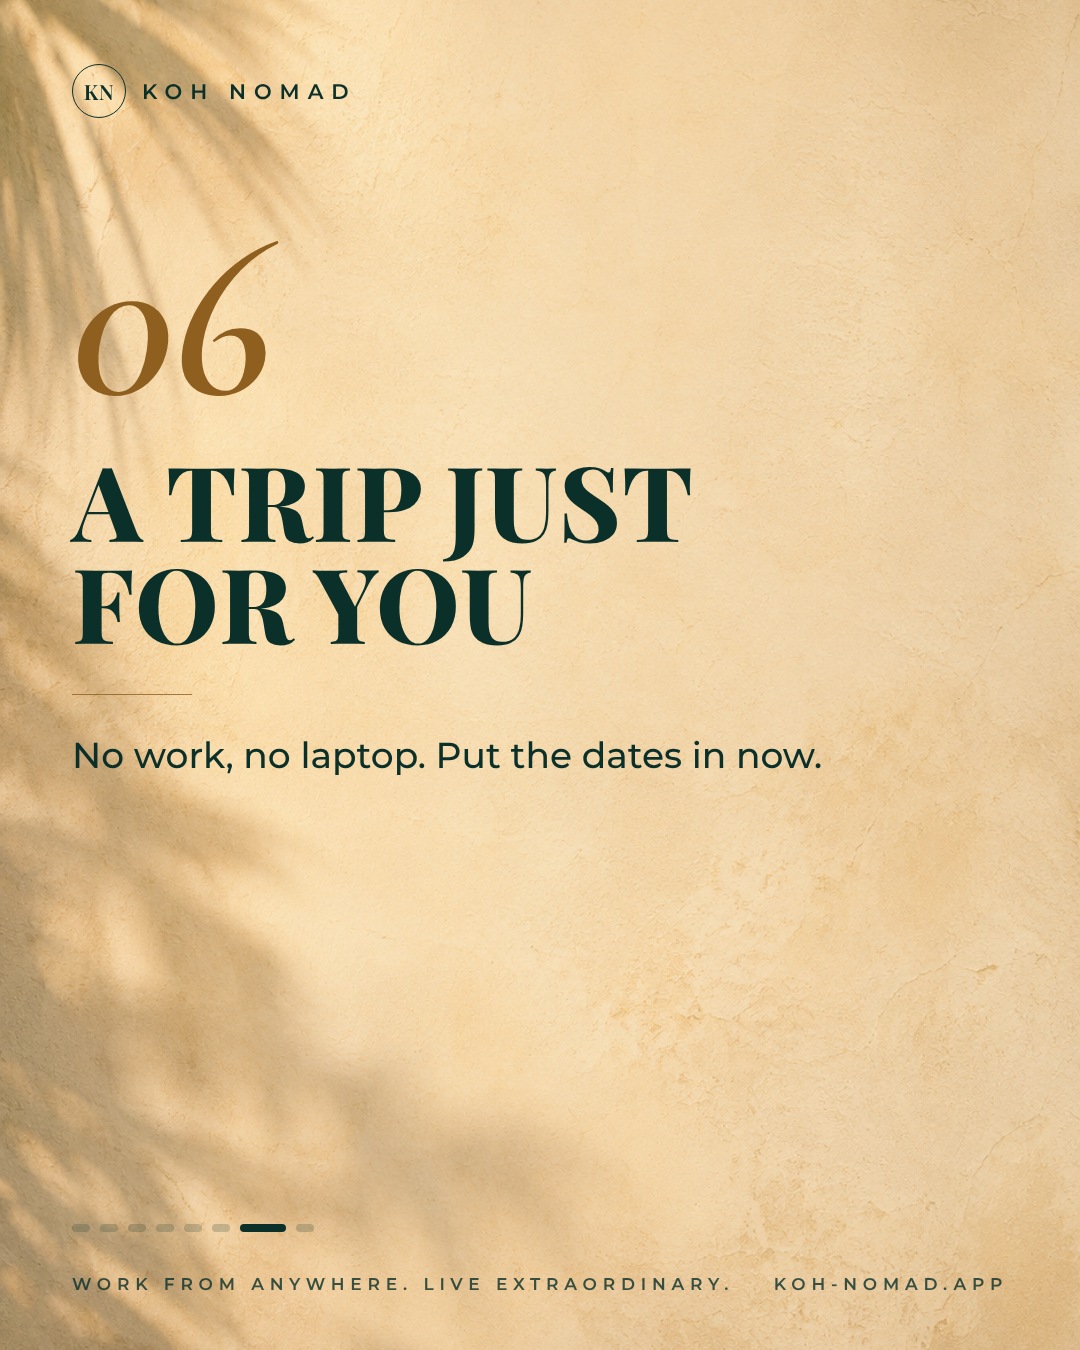 KN KOH NOMAD
06
A TRIP JUST
FOR YOU
No work, no laptop. Put the dates in now.
WORK FROM ANYWHERE. LIVE EXTRAORDINARY. KOH-NOMAD.APP